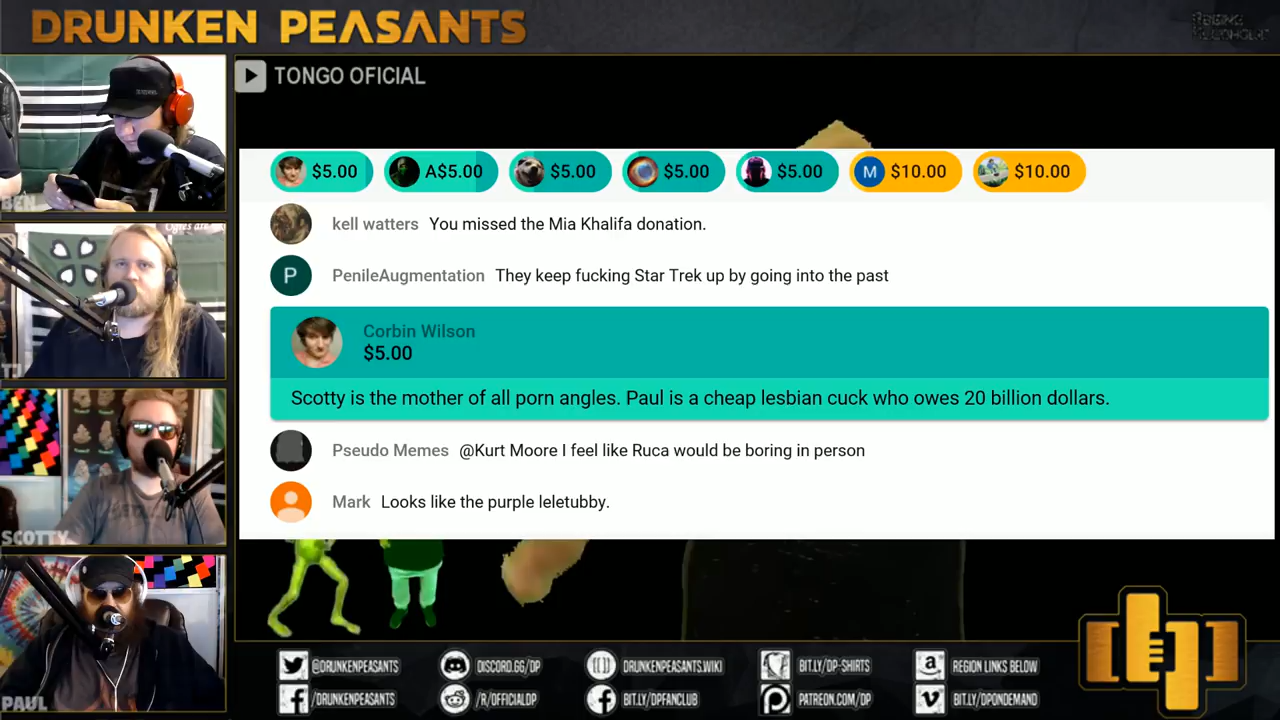 DRUNKEN PEASANTS
TONGO OFICIAL
$5.00
A$5.00
$5.00
$5.00
$5.00
M $10.00
$10.00
kell watters You missed the Mia Khalifa donation.
P PenileAugmentation They keep fucking Star Trek up by going into the past
Corbin Wilson
$5.00
Scotty is the mother of all porn angles. Paul is a cheap lesbian cuck who owes 20 billion dollars.
Pseudo Memes @Kurt Moore I feel like Ruca would be boring in person
Mark Looks like the purple leletubby.
BEN
TJ
SCOTTY
PAUL
@DRUNKENPEASANTS
DISCORD.GG/DP
DRUNKENPEASANTS.WIKI
BIT.LY/DP-SHIRTS
REGION LINKS BELOW
/DRUNKENPEASANTS
/R/OFFICIALDP
BIT.LY/DPFANCLUB
PATREON.COM/DP
BIT.LY/DPONDEMAND